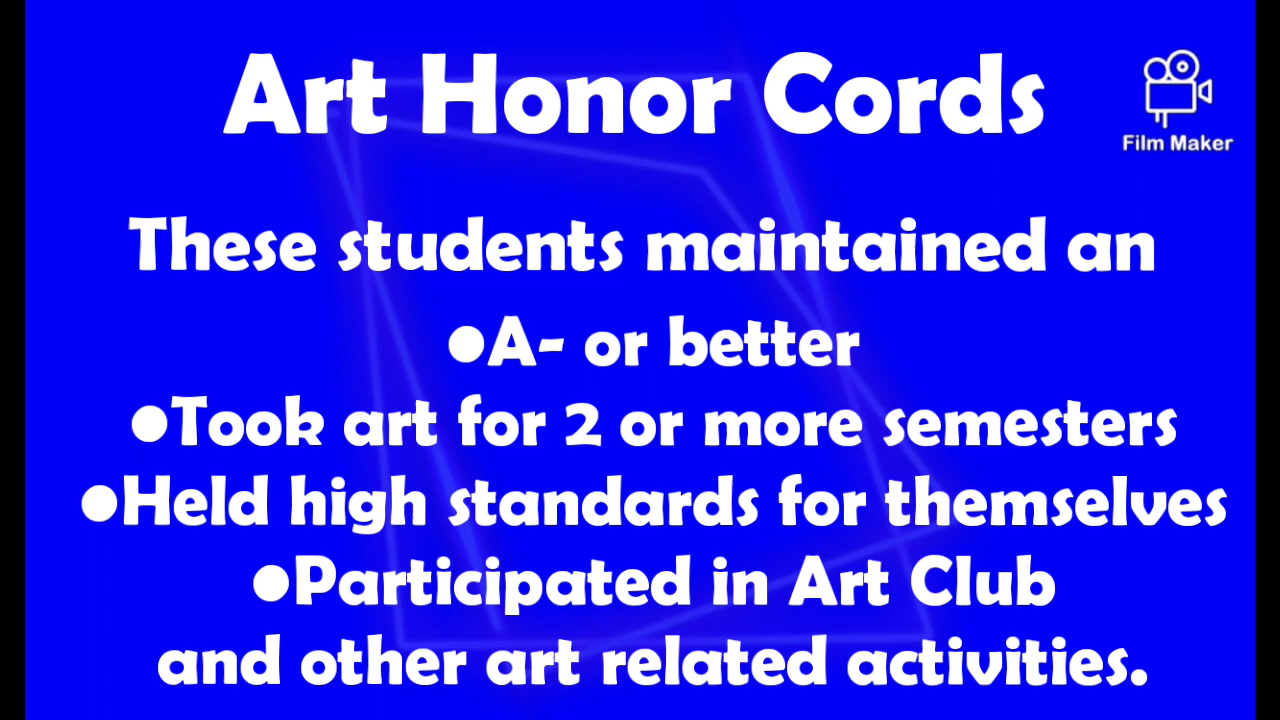 Art Honor Cords
Film Maker
These students maintained an
●A- or better
●Took art for 2 or more semesters
●Held high standards for themselves
●Participated in Art Club
and other art related activities.